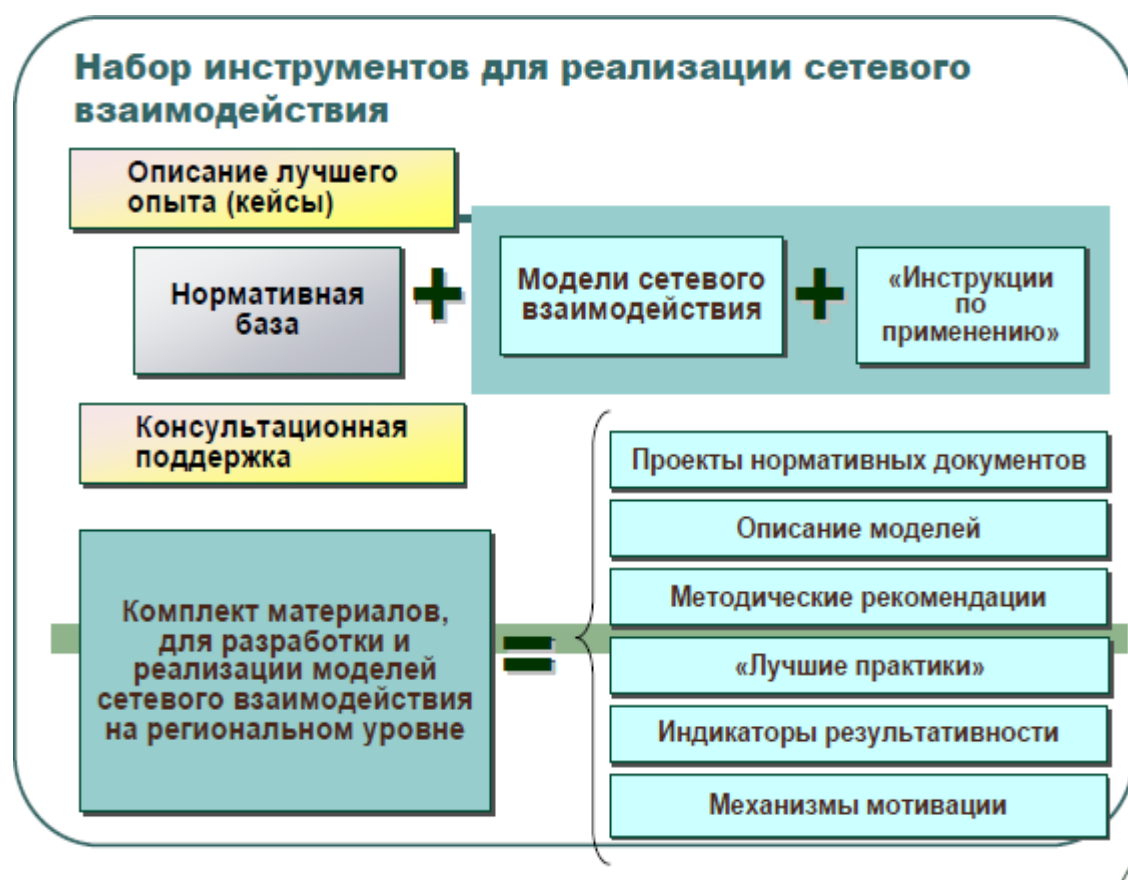 Набор инструментов для реализации сетевого
взаимодействия
Описание лучшего
опыта (кейсы)
Нормативная
база
+
Модели сетевого
взаимодействия
+
«Инструкции
по
применению»
Консультационная
поддержка
Комплект материалов,
для разработки и
реализации моделей
сетевого взаимодействия
на региональном уровне
=
Проекты нормативных документов
Описание моделей
Методические рекомендации
«Лучшие практики»
Индикаторы результативности
Механизмы мотивации